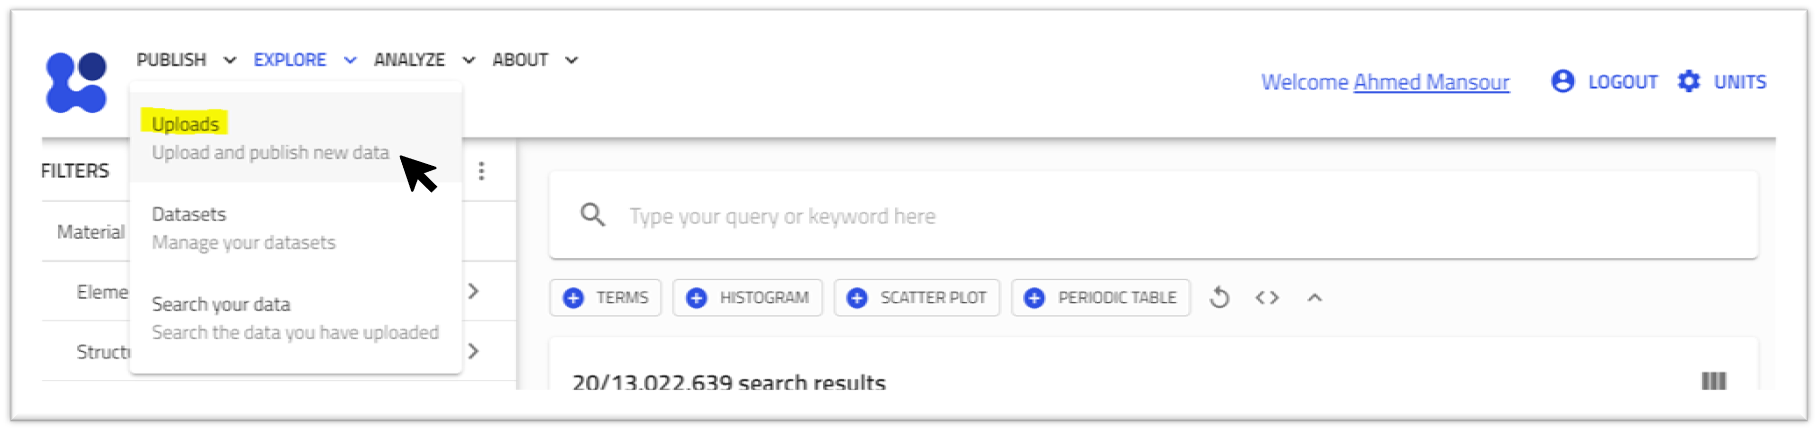 PUBLISH EXPLORE ANALYZE ABOUT
Welcome Ahmed Mansour LOGOUT UNITS
Uploads
Upload and publish new data
Datasets
Manage your datasets
Search your data
Search the data you have uploaded
FILTERS
Material
Eleme
Struct
Type your query or keyword here
TERMS HISTOGRAM SCATTER PLOT PERIODIC TABLE
20/13,022,639 search results